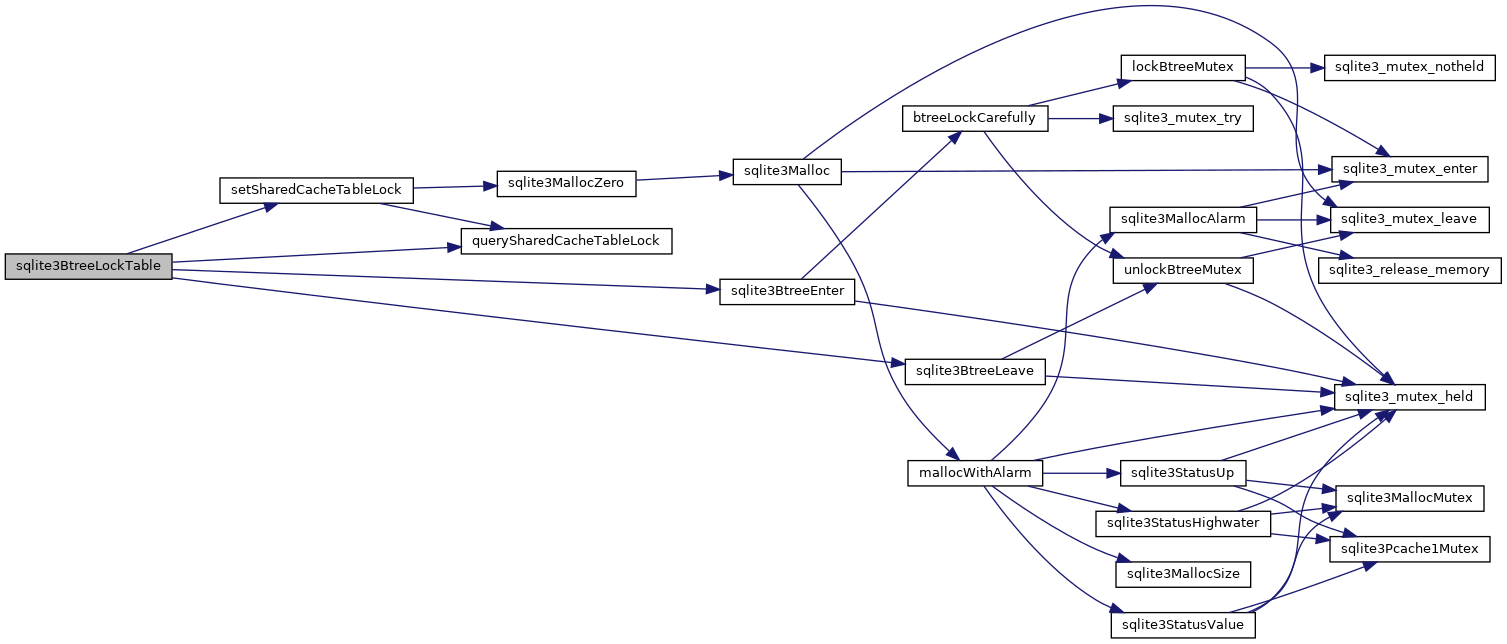 sqlite3BtreeLockTable
setSharedCacheTableLock
querySharedCacheTableLock
sqlite3MallocZero
sqlite3Malloc
sqlite3BtreeEnter
btreeLockCarefully
sqlite3BtreeLeave
mallocWithAlarm
lockBtreeMutex
sqlite3_mutex_try
sqlite3MallocAlarm
unlockBtreeMutex
sqlite3StatusUp
sqlite3StatusHighwater
sqlite3MallocSize
sqlite3StatusValue
sqlite3_mutex_notheld
sqlite3_mutex_enter
sqlite3_mutex_leave
sqlite3_release_memory
sqlite3_mutex_held
sqlite3MallocMutex
sqlite3Pcache1Mutex